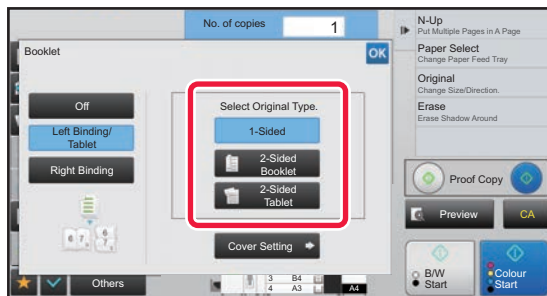 No. of copies
1
Booklet
OK
Off
Left Binding/
Tablet
Right Binding
Select Original Type.
1-Sided
2-Sided
Booklet
2-Sided
Tablet
Cover Setting
Others
3 B4
4 A3
A4
N-Up
Put Multiple Pages in A Page
Paper Select
Change Paper Feed Tray
Original
Change Size/Direction.
Erase
Erase Shadow Around
Proof Copy
Preview
CA
B/W
Start
Colour
Start